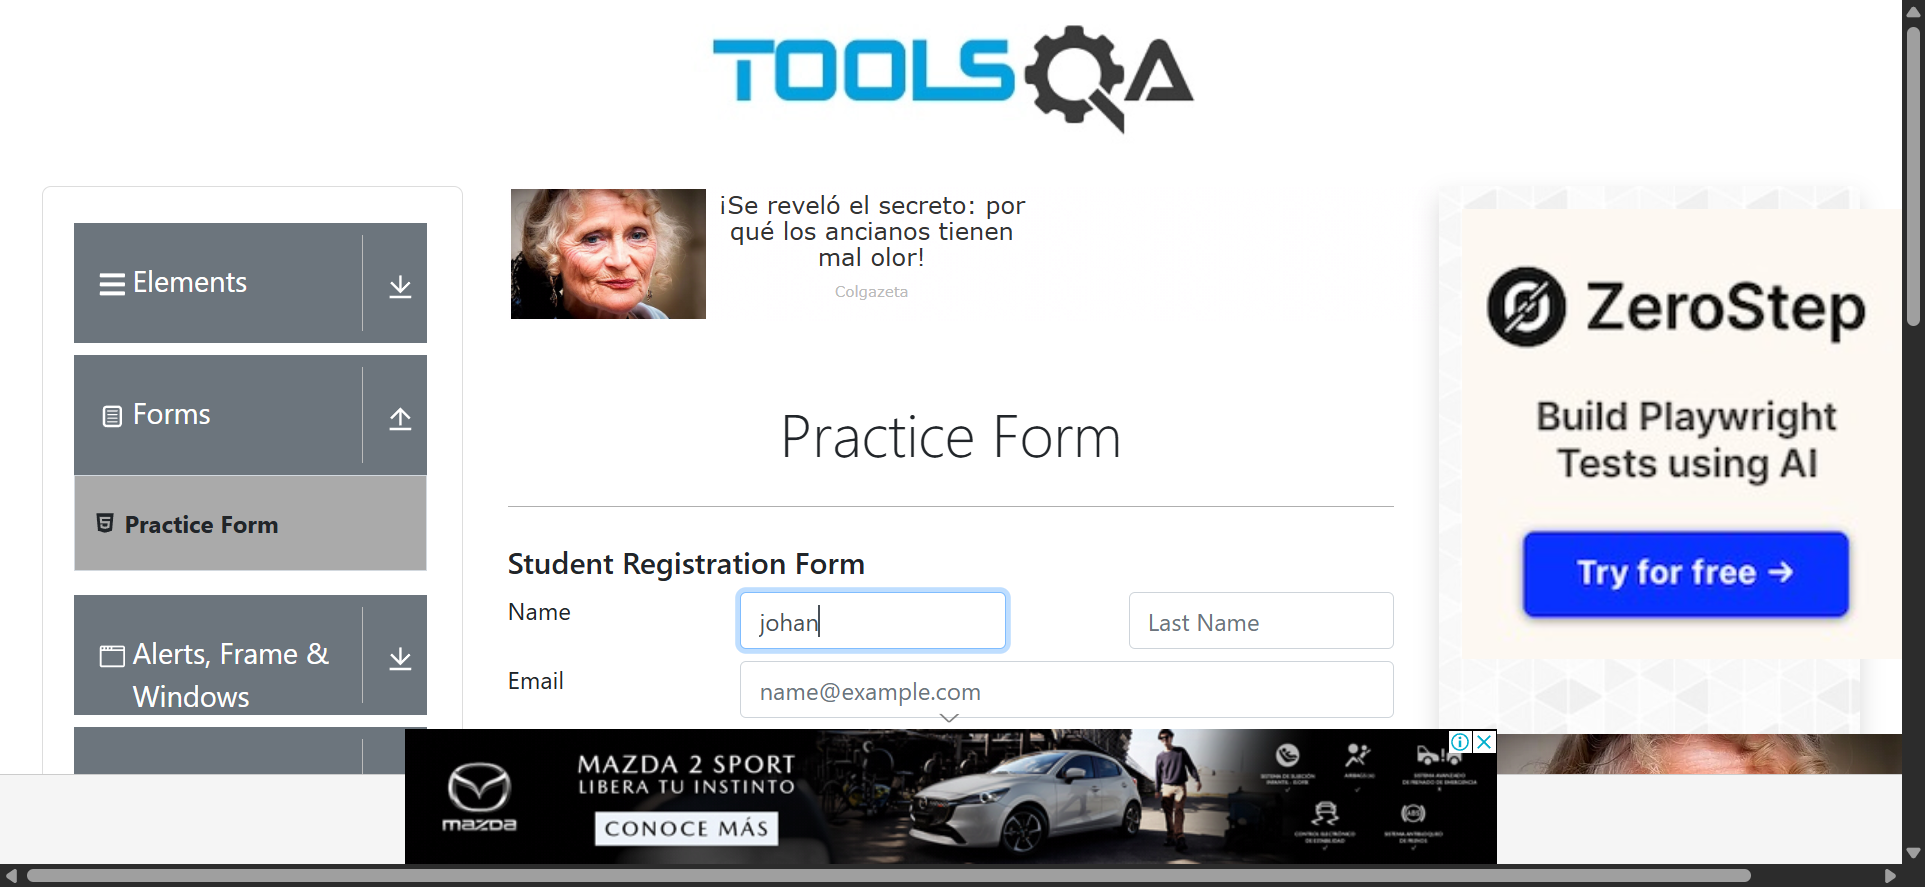 TOOLSQA
Elements
Forms
Practice Form
Alerts, Frame &
Windows
¡Se reveló el secreto: por
qué los ancianos tienen
mal olor!
Colgazeta
Practice Form
Student Registration Form
Name
johan
Last Name
Email
name@example.com
ZeroStep
Build Playwright
Tests using AI
Try for free →
mazda
MAZDA 2 SPORT
LIBERA TU INSTINTO
CONOCE MÁS